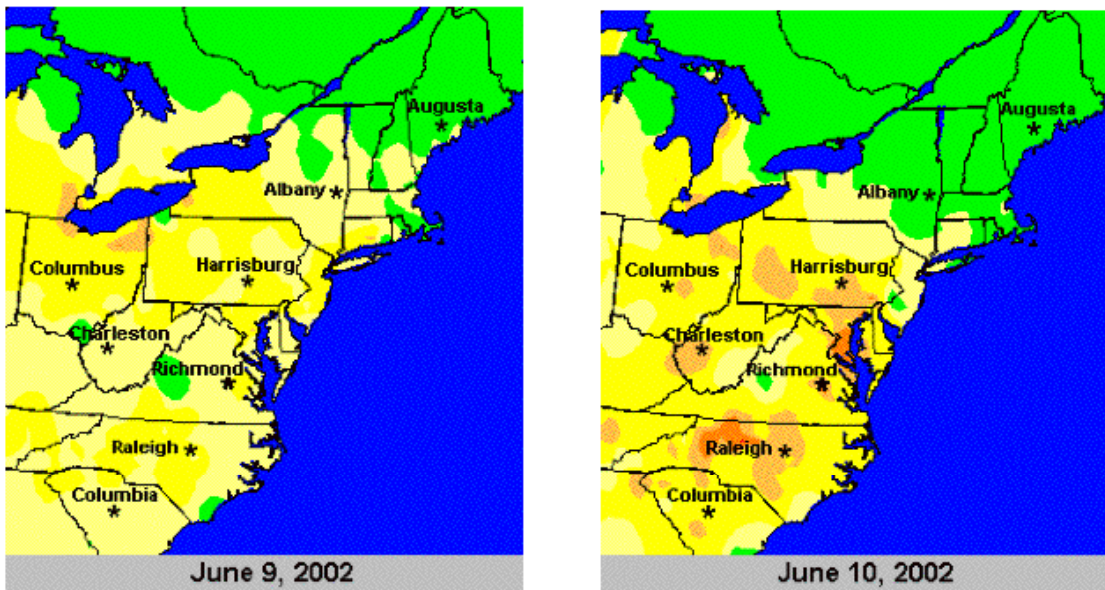 Augusta
Albany
Columbus
Harrisburg
Charleston
Richmond
Raleigh
Columbia
June 9, 2002
Augusta
Albany
Columbus
Harrisburg
Charleston
Richmond
Raleigh
Columbia
June 10, 2002